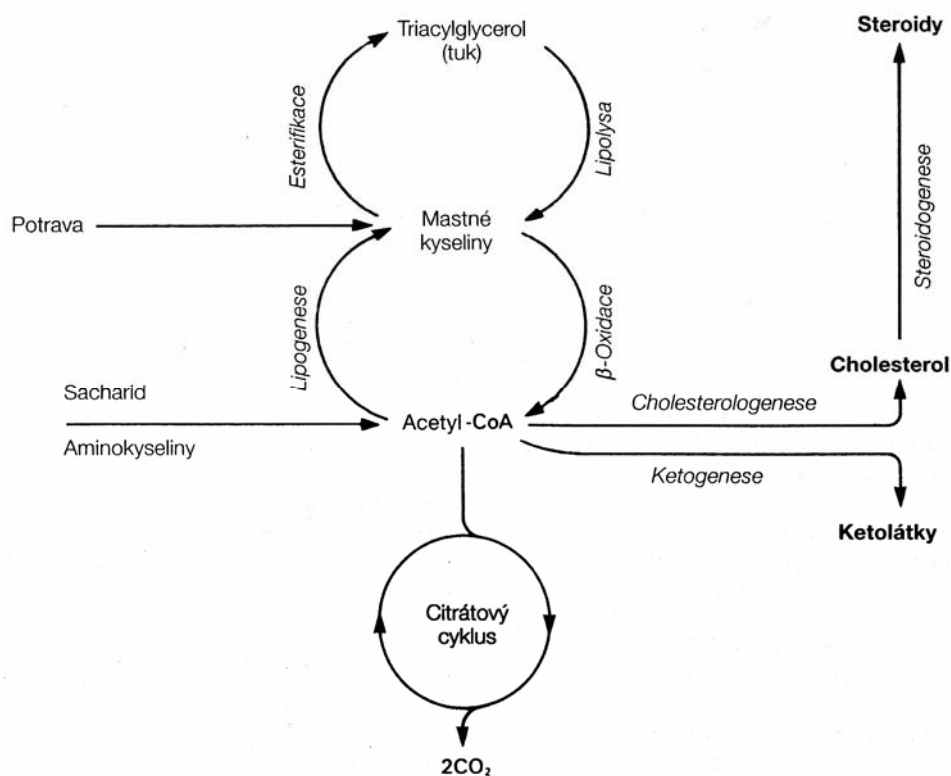 Steroidy
Triacylglycerol
(tuk)
Esterifikace
Lipolysa
Steroidogenese
Potrava
Mastné
kyseliny
Lipogenese
β-Oxidace
Cholesterol
Sacharid
Cholesterologenese
Acetyl-CoA
Aminokyseliny
Ketogenese
Ketolátky
Citrátový
cyklus
2CO₂